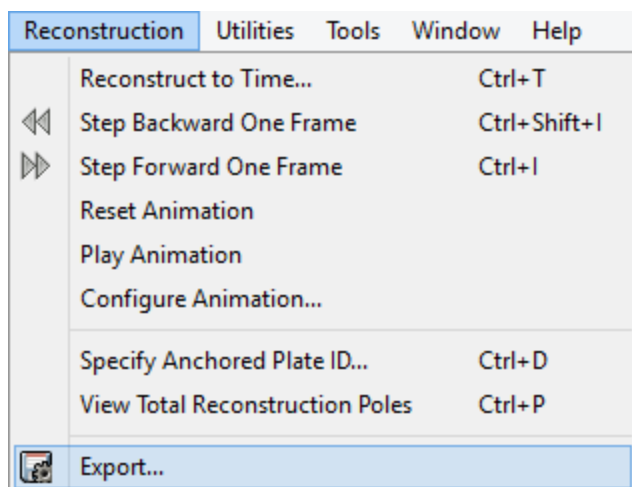 Reconstruction Utilities Tools Window Help
Reconstruct to Time... Ctrl+T
Step Backward One Frame Ctrl+Shift+I
Step Forward One Frame Ctrl+I
Reset Animation
Play Animation
Configure Animation...
Specify Anchored Plate ID... Ctrl+D
View Total Reconstruction Poles Ctrl+P
Export...